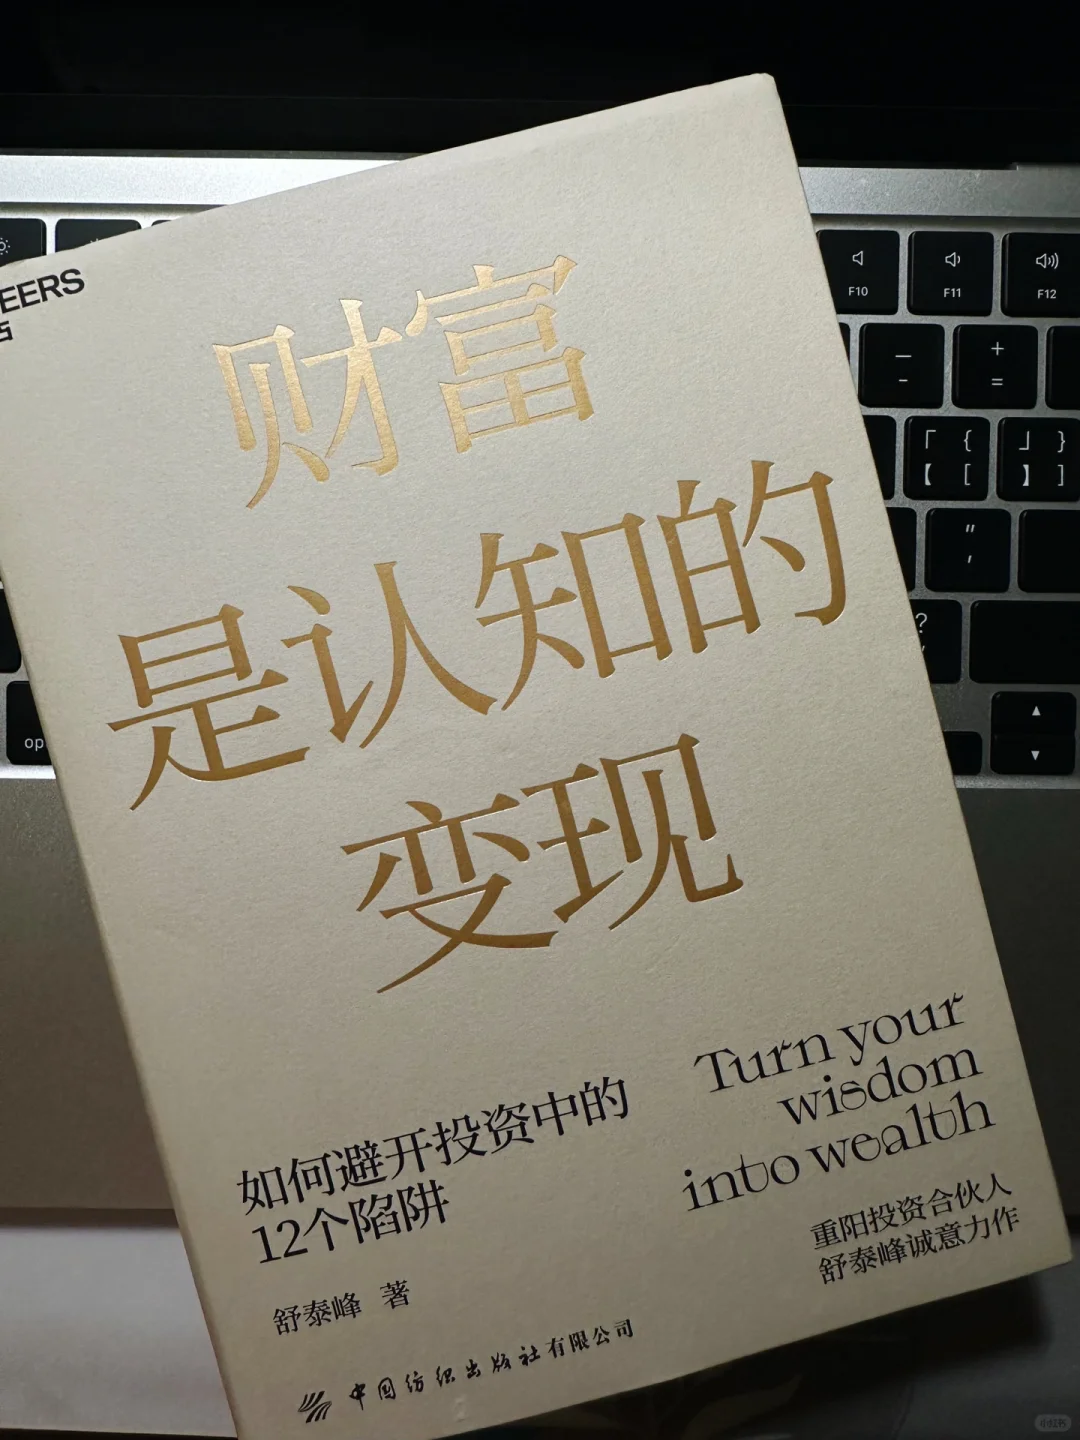 EERS
财富
是认知的
变现
Turn your
wisdom
into wealth
如何避开投资中的
12个陷阱
重阳投资合伙人
舒泰峰诚意力作
舒泰峰 著
中国纺织出版社有限公司
F10
F11
F12
小红书